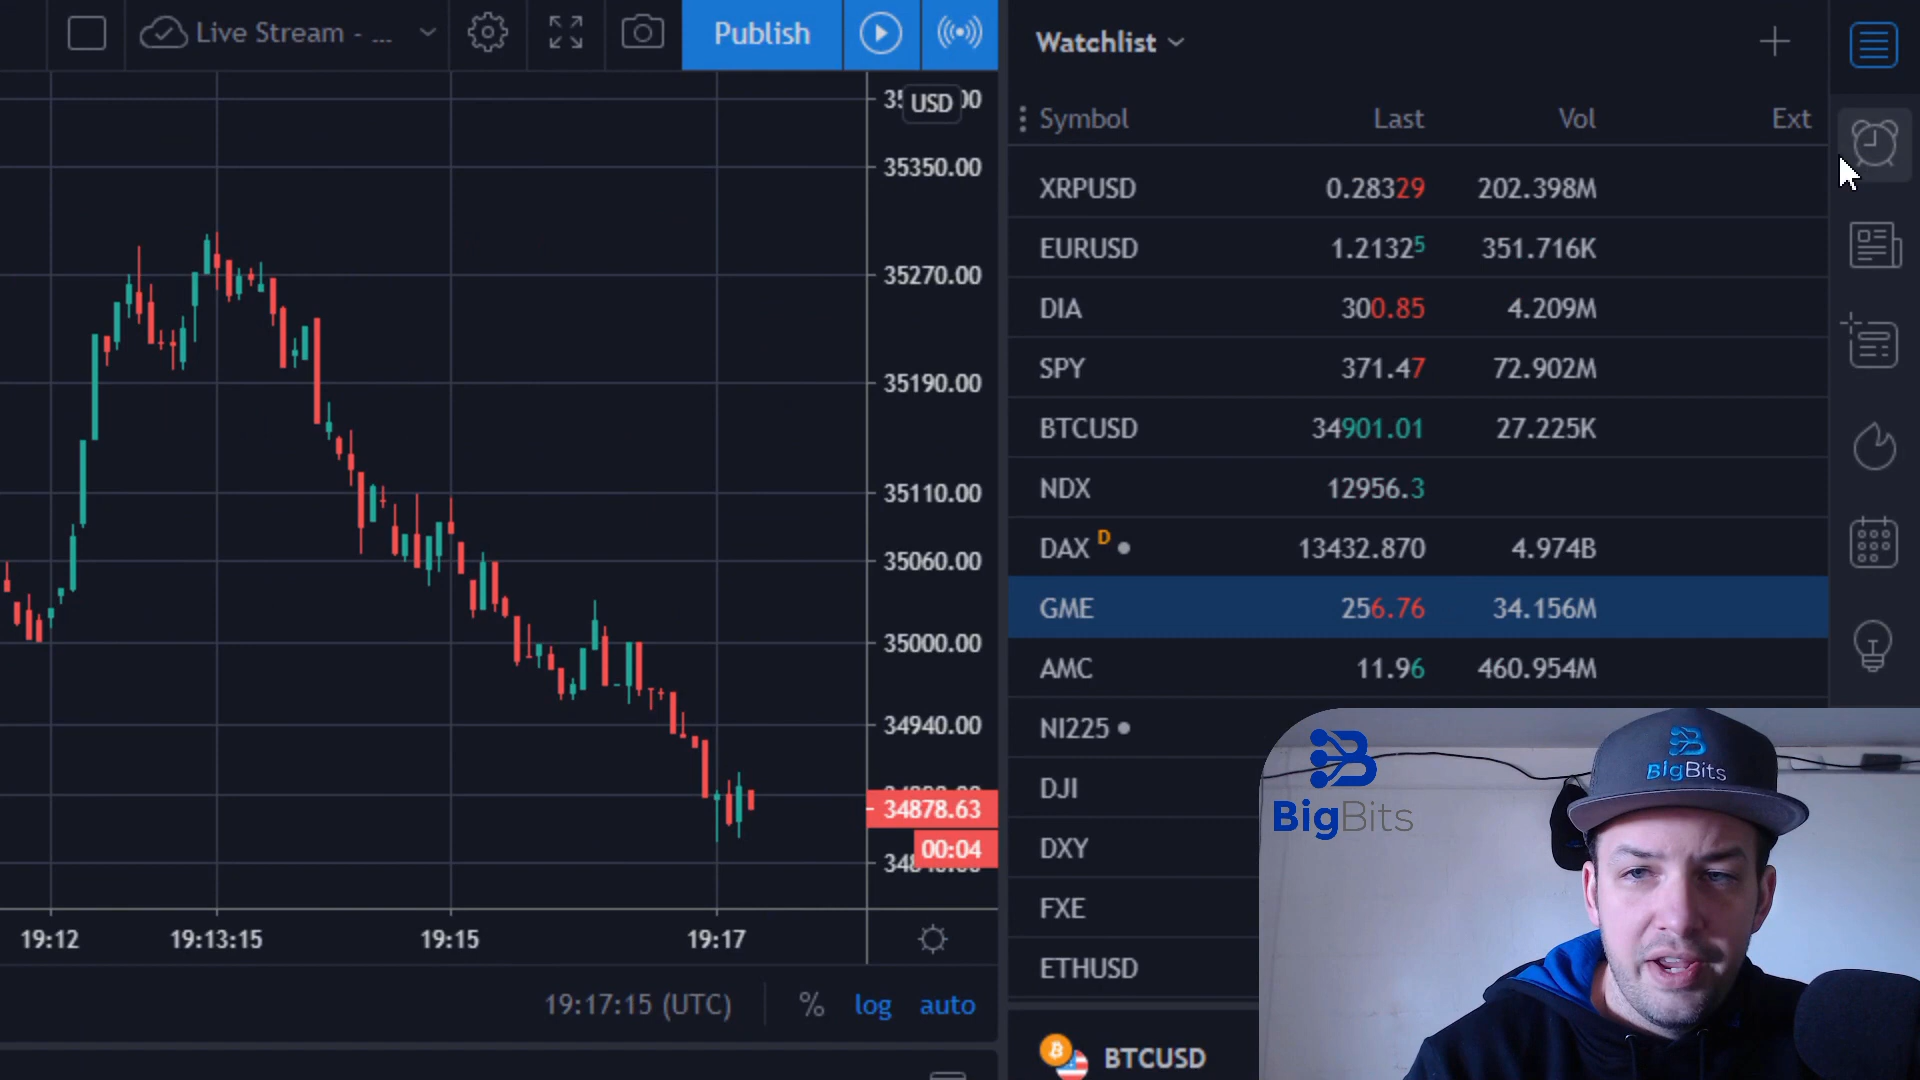 Live Stream - ...
Publish
Watchlist
USD
35350.00
35270.00
35190.00
35110.00
35060.00
35000.00
34940.00
34878.63
00:04
19:12 19:13:15 19:15 19:17
19:17:15 (UTC) % log auto
Symbol Last Vol Ext
XRPUSD 0.28329 202.398M
EURUSD 1.21325 351.716K
DIA 300.85 4.209M
SPY 371.47 72.902M
BTCUSD 34901.01 27.225K
NDX 12956.3
DAX D 13432.870 4.974B
GME 256.76 34.156M
AMC 11.96 460.954M
NI225
DJI
DXY
FXE
ETHUSD
BTCUSD
BigBits
BigBits